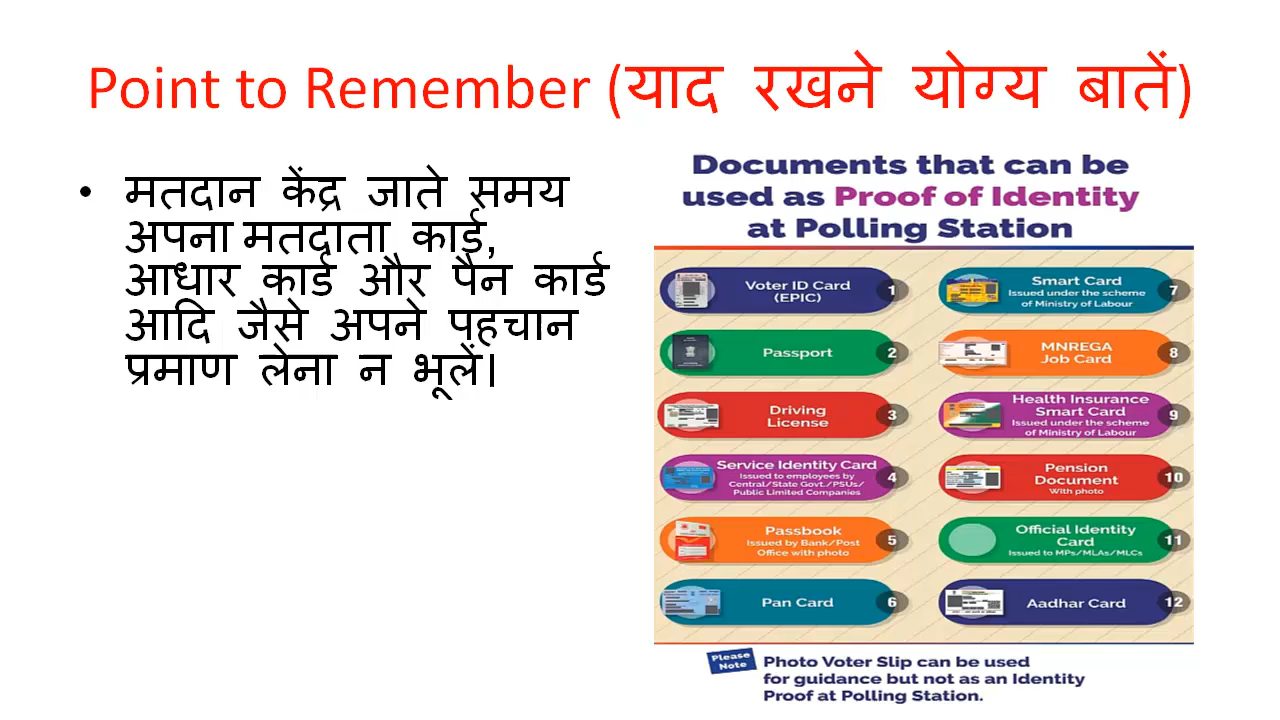 Point to Remember (याद रखने योग्य बातें)
• मतदान केंद्र जाते समय
अपना मतदाता कार्ड,
आधार कार्ड और पैन कार्ड
आदि जैसे अपने पहचान
प्रमाण लेना न भूलें।
Documents that can be
used as Proof of Identity
at Polling Station
Voter ID Card
(EPIC)
1
Passport
2
Driving
License
3
Service Identity Card
Issued to employees by
Central/State Govt./PSUs/
Public Limited Companies
4
Passbook
Issued by Bank/Post
Office with photo
5
Pan Card
6
Smart Card
Issued under the scheme
of Ministry of Labour
7
MNREGA
Job Card
8
Health Insurance
Smart Card
Issued under the scheme
of Ministry of Labour
9
Pension
Document
With photo
10
Official Identity
Card
Issued to MPs/MLAs/MLCs
11
Aadhar Card
12
Please
Note
Photo Voter Slip can be used
for guidance but not as an Identity
Proof at Polling Station.